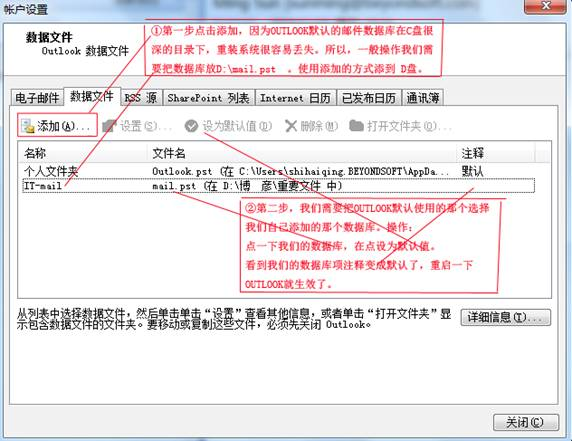 帐户设置
数据文件
Outlook 数据文件
①第一步点击添加，因为OUTLOOK默认的邮件数据库在C盘很
深的目录下，重装系统很容易丢失。所以，一般操作我们需
要把数据库放D:\mail.pst 。使用添加的方式添到 D盘。
电子邮件 数据文件 RSS 源 SharePoint 列表 Internet 日历 已发布日历 通讯簿
添加(A)... 设置(S)... 设为默认值(D) 删除(M) 打开文件夹(O)...
名称 文件名 注释
个人文件夹 Outlook.pst (在 C:\Users\shihaiqing.BEYONDSOFT\AppDa... 默认
IT-mail mail.pst (在 D:\博 彦\重要文件 中)
②第二步，我们需要把OUTLOOK默认使用的那个选择
我们自己添加的那个数据库。操作：
点一下我们的数据库，在点设为默认值。
看到我们的数据库项注释变成默认了，重启一下
OUTLOOK就生效了。
从列表中选择数据文件，然后单击单击“设置”查看其他信息，或者单击“打开文件夹”显
示包含数据文件的文件夹。要移动或复制这些文件，必须先关闭 Outlook。
详细信息(T)...
关闭(C)